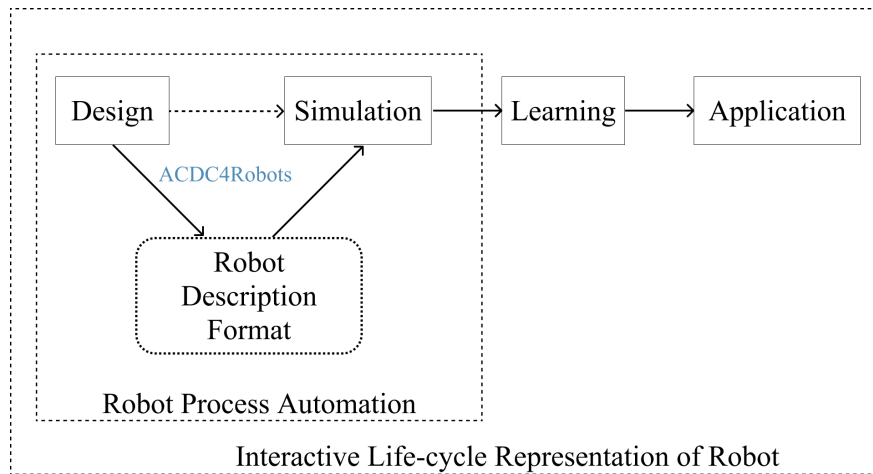 Design
Simulation
Learning
Application
ACDC4Robots
Robot
Description
Format
Robot Process Automation
Interactive Life-cycle Representation of Robot